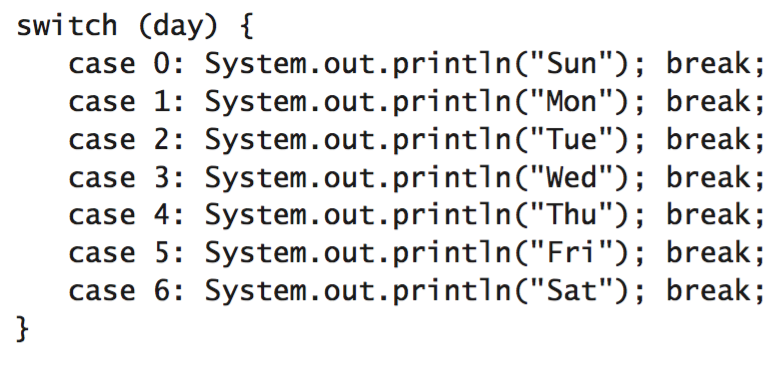 switch (day) {
   case 0: System.out.println("Sun"); break;
   case 1: System.out.println("Mon"); break;
   case 2: System.out.println("Tue"); break;
   case 3: System.out.println("Wed"); break;
   case 4: System.out.println("Thu"); break;
   case 5: System.out.println("Fri"); break;
   case 6: System.out.println("Sat"); break;
}